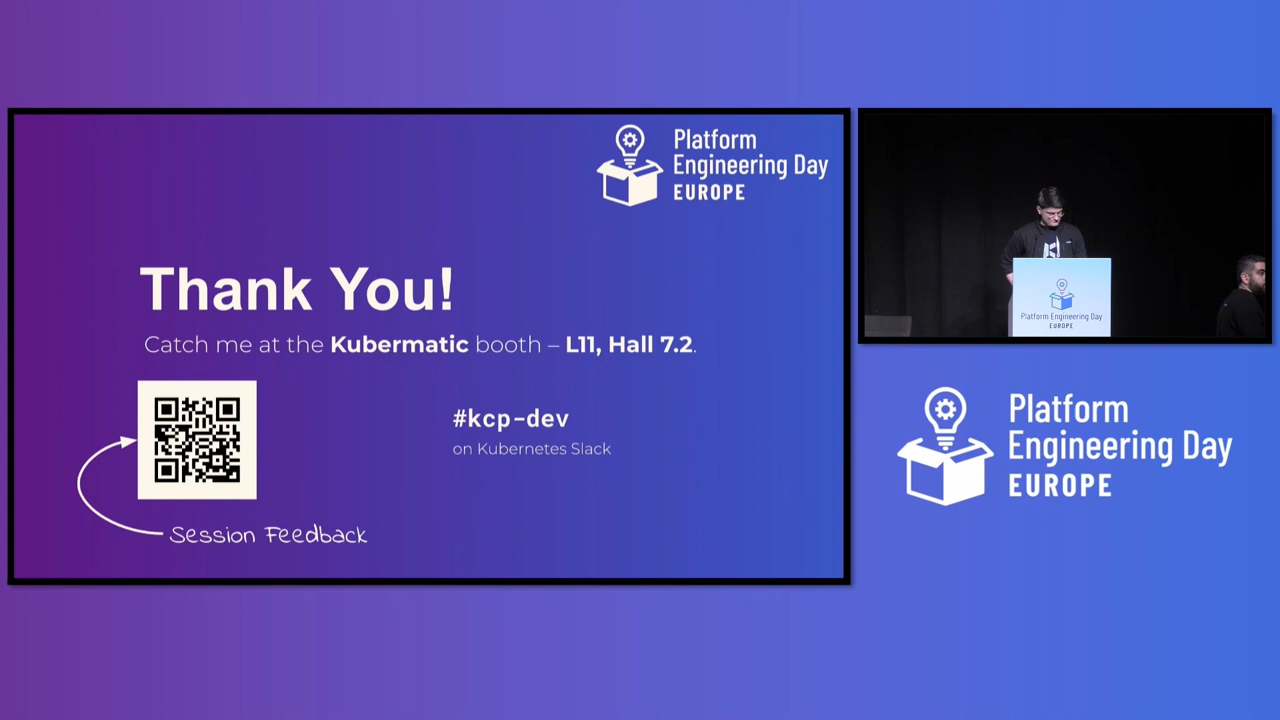 Platform
Engineering Day
EUROPE
Thank You!
Catch me at the Kubermatic booth – L11, Hall 7.2.
#kcp-dev
on Kubernetes Slack
Session Feedback
Platform Engineering Day
EUROPE
Platform
Engineering Day
EUROPE